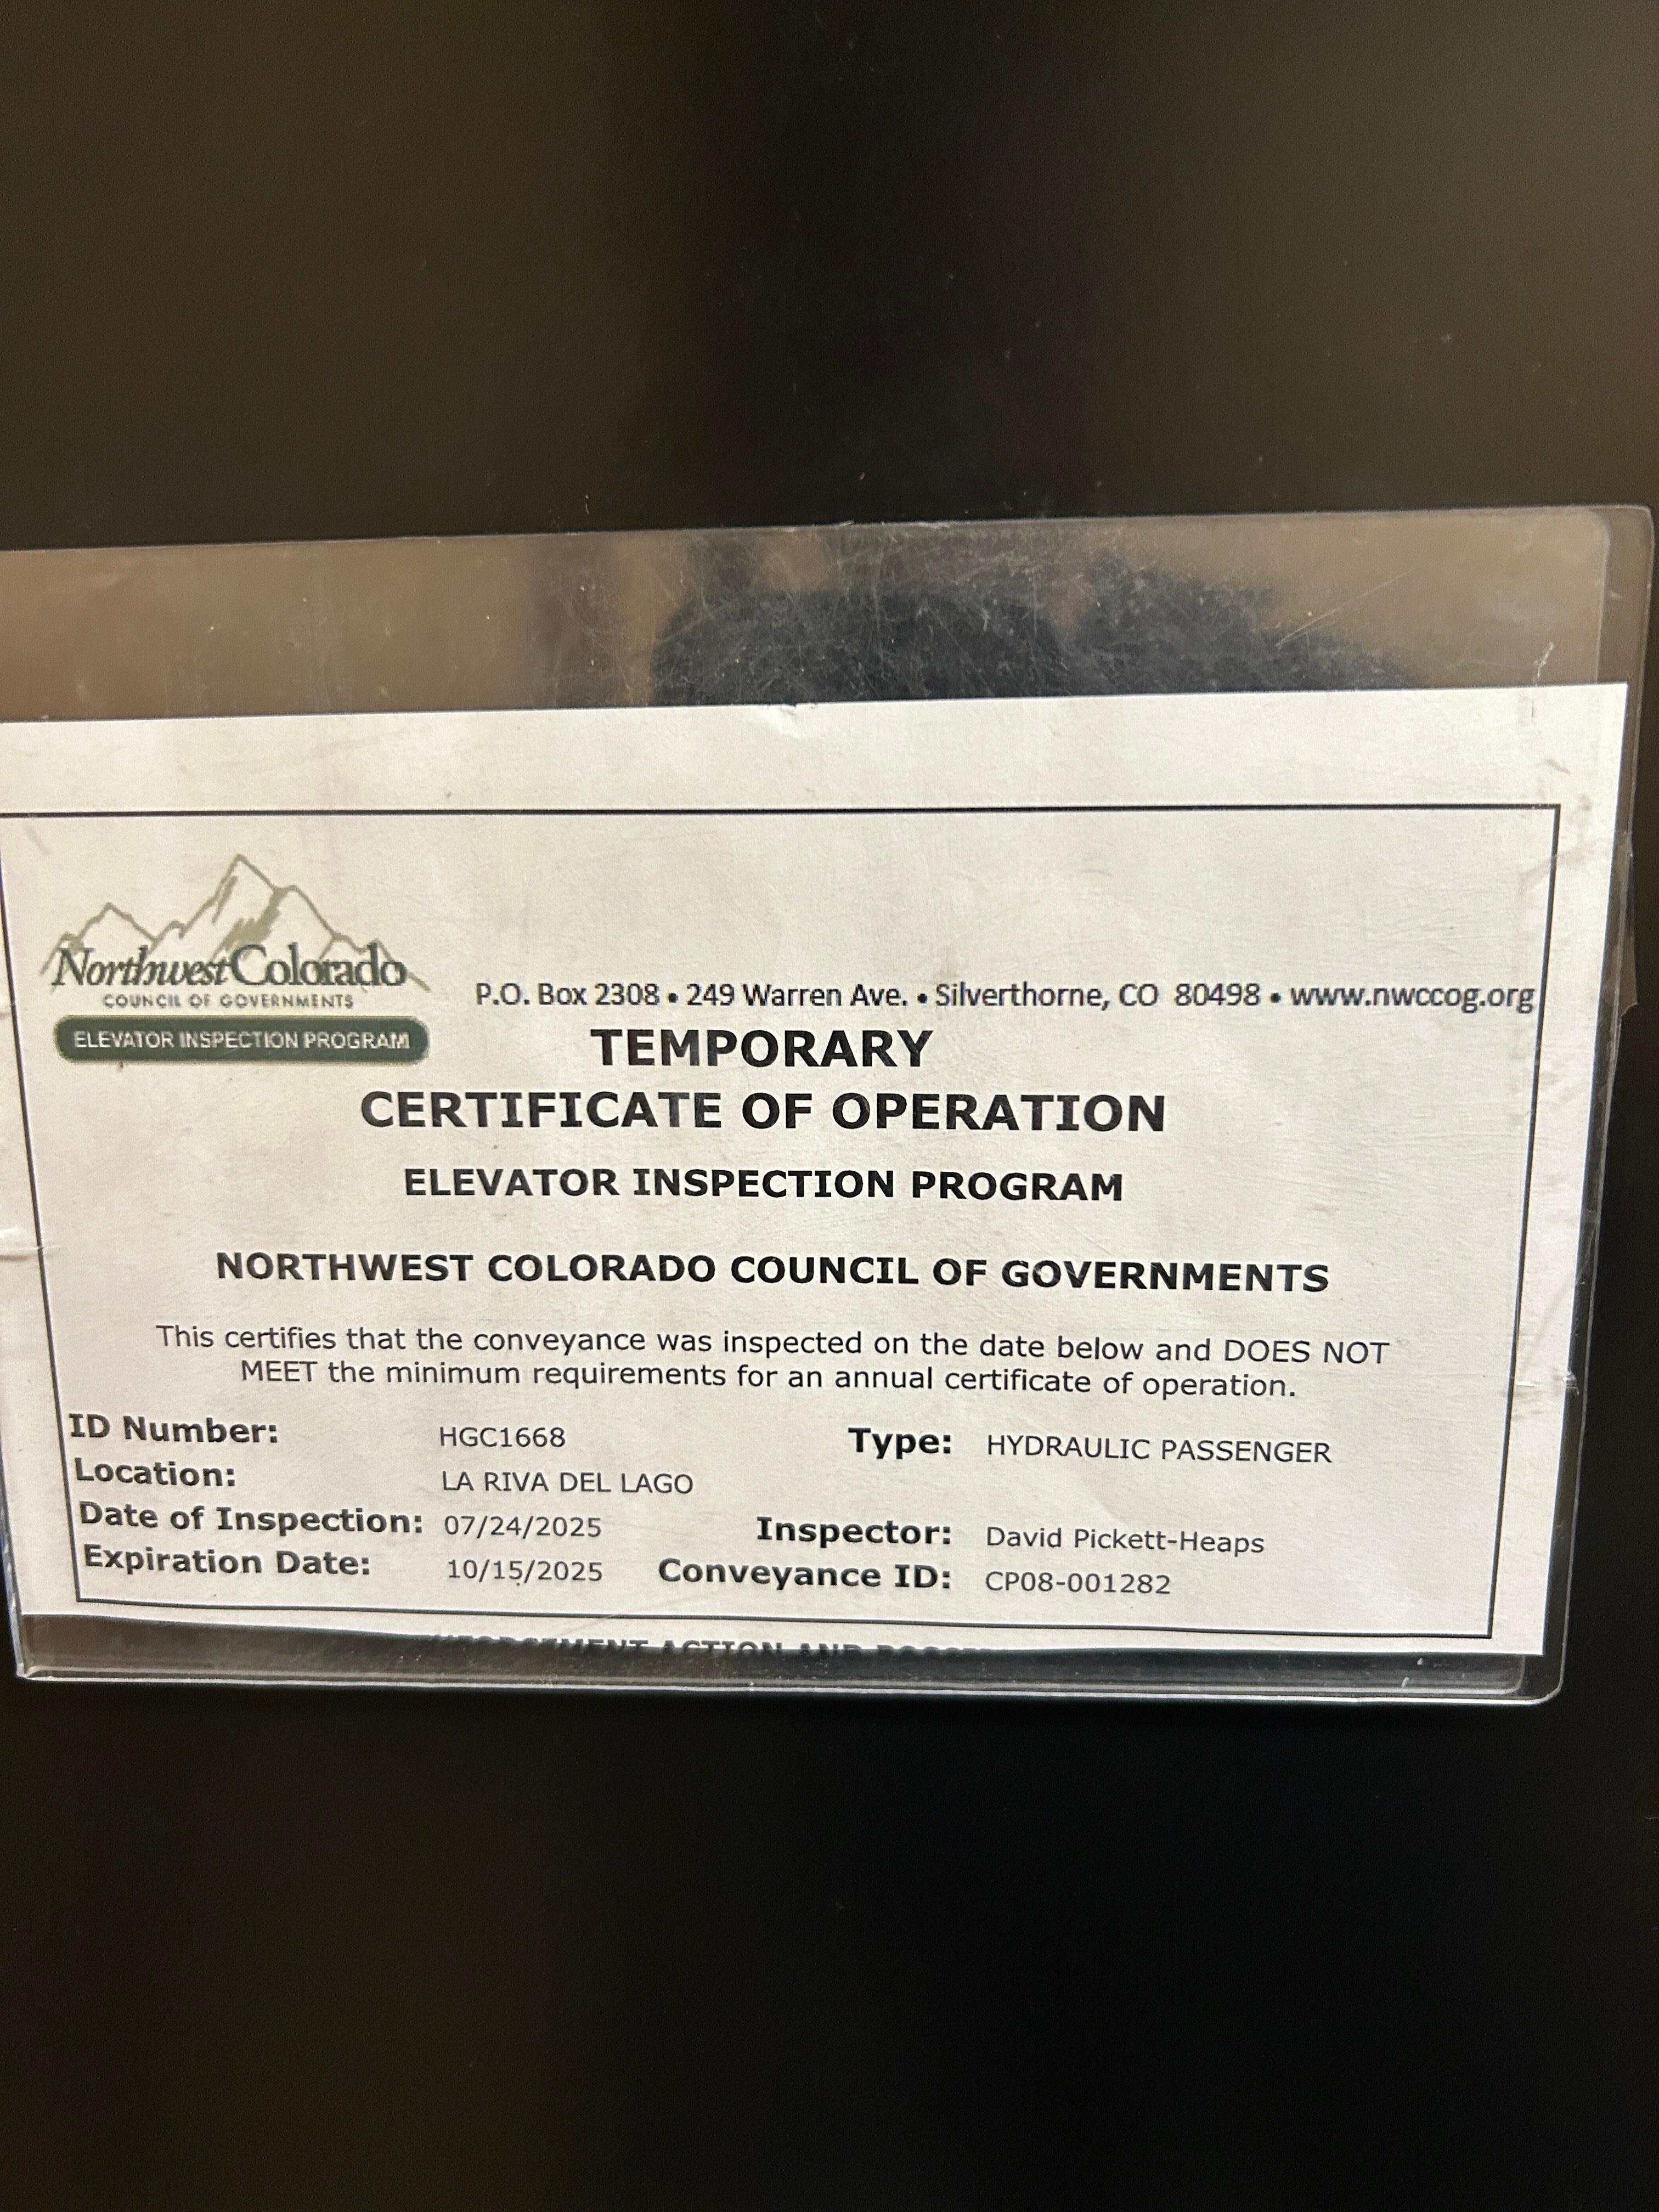 NorthwestColorado
COUNCIL OF GOVERNMENTS
ELEVATOR INSPECTION PROGRAM
P.O. Box 2308 • 249 Warren Ave. • Silverthorne, CO 80498 • www.nwccog.org
TEMPORARY
CERTIFICATE OF OPERATION
ELEVATOR INSPECTION PROGRAM
NORTHWEST COLORADO COUNCIL OF GOVERNMENTS
This certifies that the conveyance was inspected on the date below and DOES NOT
MEET the minimum requirements for an annual certificate of operation.
ID Number: HGC1668 Type: HYDRAULIC PASSENGER
Location: LA RIVA DEL LAGO
Date of Inspection: 07/24/2025 Inspector: David Pickett-Heaps
Expiration Date: 10/15/2025 Conveyance ID: CP08-001282
ACTION AND